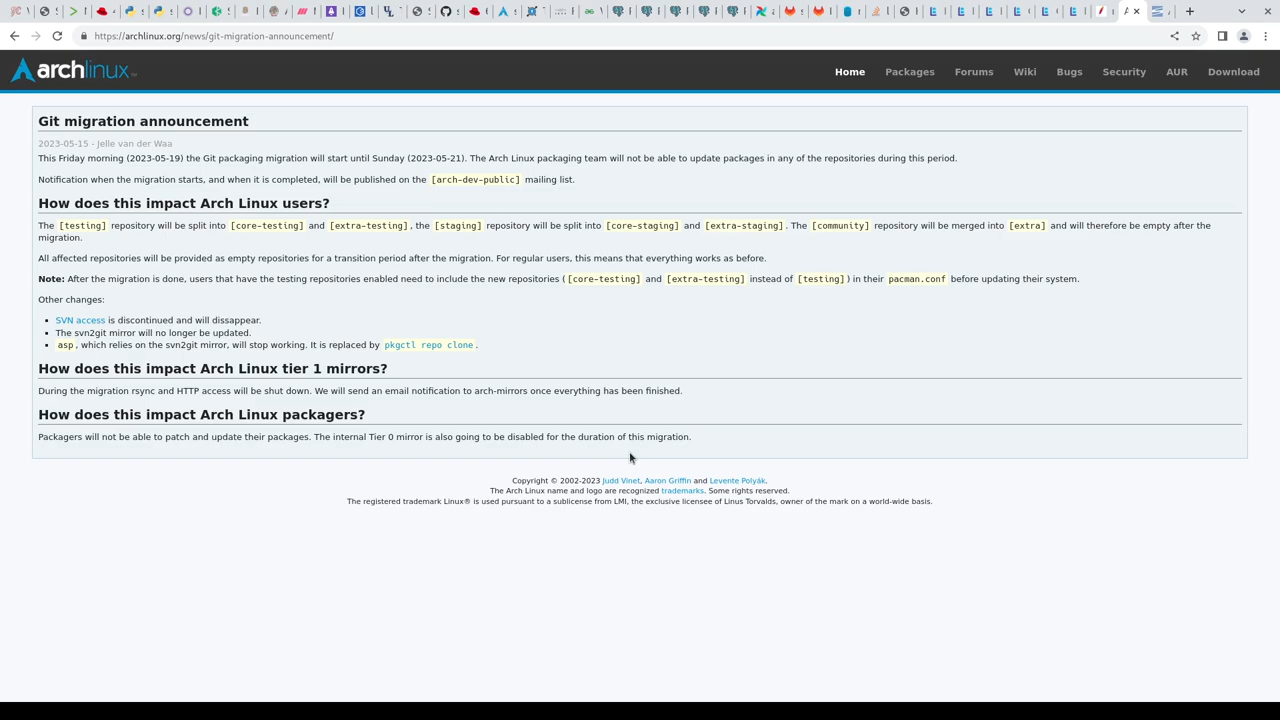 https://archlinux.org/news/git-migration-announcement/
archlinux™
Home Packages Forums Wiki Bugs Security AUR Download
Git migration announcement
2023-05-15 - Jelle van der Waa
This Friday morning (2023-05-19) the Git packaging migration will start until Sunday (2023-05-21). The Arch Linux packaging team will not be able to update packages in any of the repositories during this period.
Notification when the migration starts, and when it is completed, will be published on the [arch-dev-public] mailing list.
How does this impact Arch Linux users?
The [testing] repository will be split into [core-testing] and [extra-testing], the [staging] repository will be split into [core-staging] and [extra-staging]. The [community] repository will be merged into [extra] and will therefore be empty after the
migration.
All affected repositories will be provided as empty repositories for a transition period after the migration. For regular users, this means that everything works as before.
Note: After the migration is done, users that have the testing repositories enabled need to include the new repositories ([core-testing] and [extra-testing] instead of [testing]) in their pacman.conf before updating their system.
Other changes:
▪ SVN access is discontinued and will dissappear.
▪ The svn2git mirror will no longer be updated.
▪ asp, which relies on the svn2git mirror, will stop working. It is replaced by pkgctl repo clone.
How does this impact Arch Linux tier 1 mirrors?
During the migration rsync and HTTP access will be shut down. We will send an email notification to arch-mirrors once everything has been finished.
How does this impact Arch Linux packagers?
Packagers will not be able to patch and update their packages. The internal Tier 0 mirror is also going to be disabled for the duration of this migration.
Copyright © 2002-2023 Judd Vinet, Aaron Griffin and Levente Polyák.
The Arch Linux name and logo are recognized trademarks. Some rights reserved.
The registered trademark Linux® is used pursuant to a sublicense from LMI, the exclusive licensee of Linus Torvalds, owner of the mark on a world-wide basis.